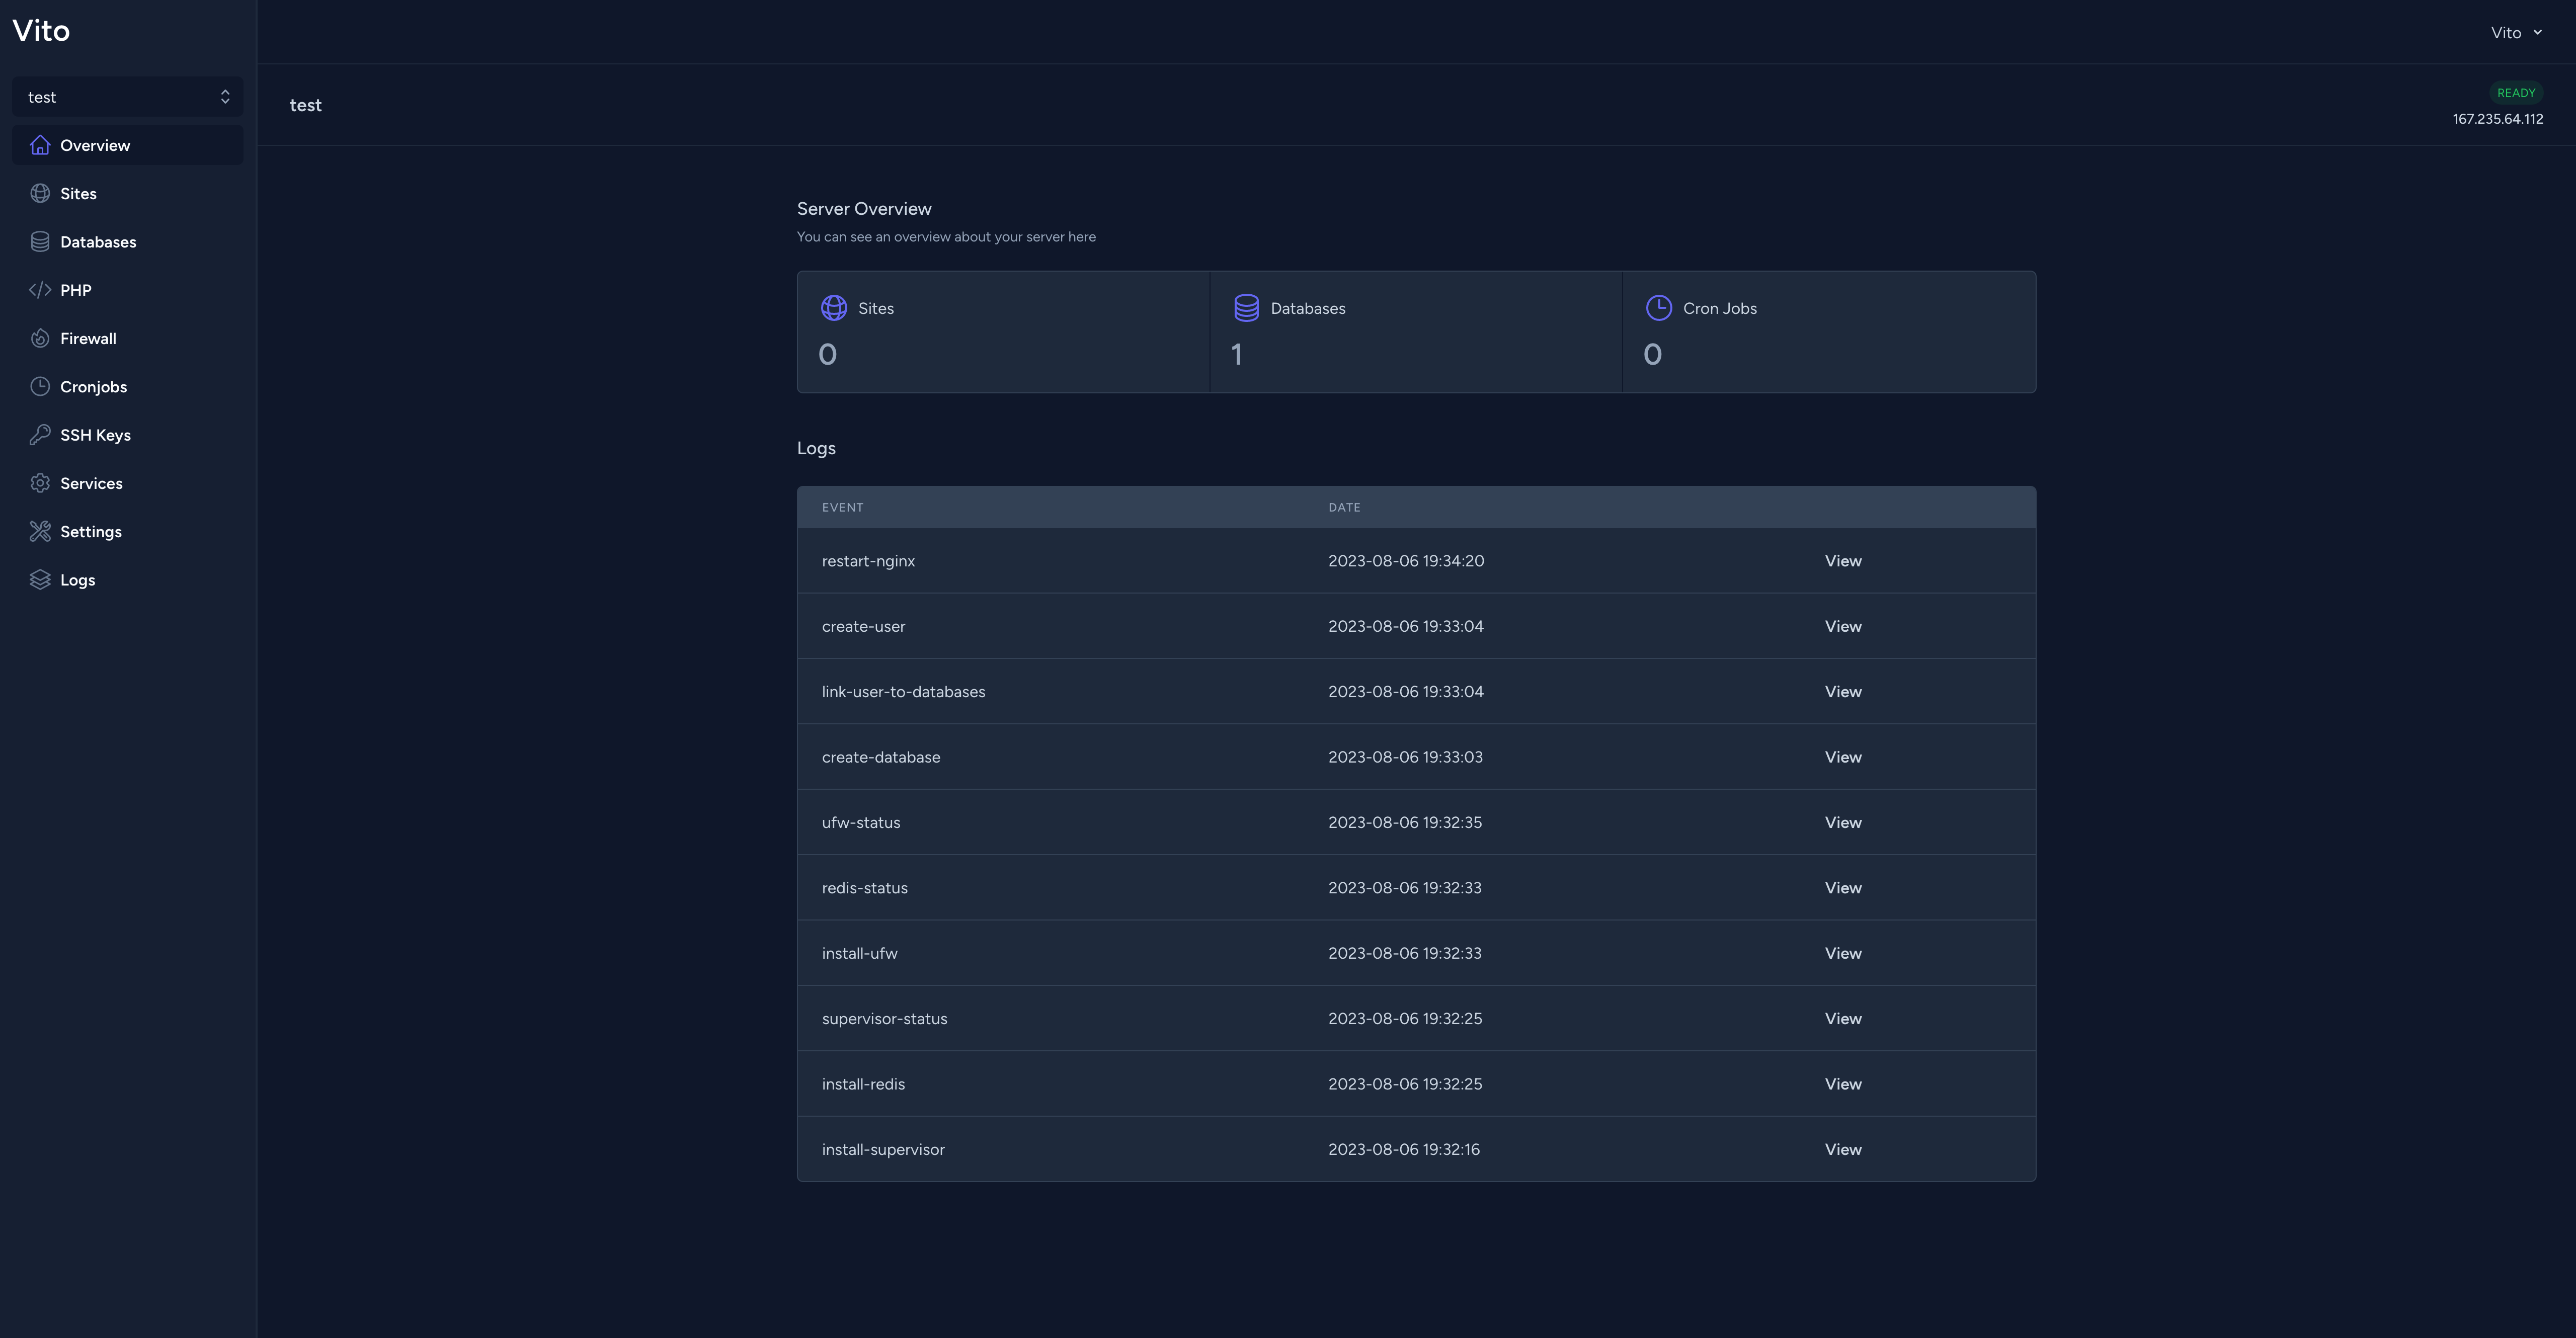 Vito
Vito
test
Overview
Sites
Databases
PHP
Firewall
Cronjobs
SSH Keys
Services
Settings
Logs
test
READY
167.235.64.112
Server Overview
You can see an overview about your server here
Sites Databases Cron Jobs
0 1 0
Logs
EVENT DATE
restart-nginx 2023-08-06 19:34:20 View
create-user 2023-08-06 19:33:04 View
link-user-to-databases 2023-08-06 19:33:04 View
create-database 2023-08-06 19:33:03 View
ufw-status 2023-08-06 19:32:35 View
redis-status 2023-08-06 19:32:33 View
install-ufw 2023-08-06 19:32:33 View
supervisor-status 2023-08-06 19:32:25 View
install-redis 2023-08-06 19:32:25 View
install-supervisor 2023-08-06 19:32:16 View